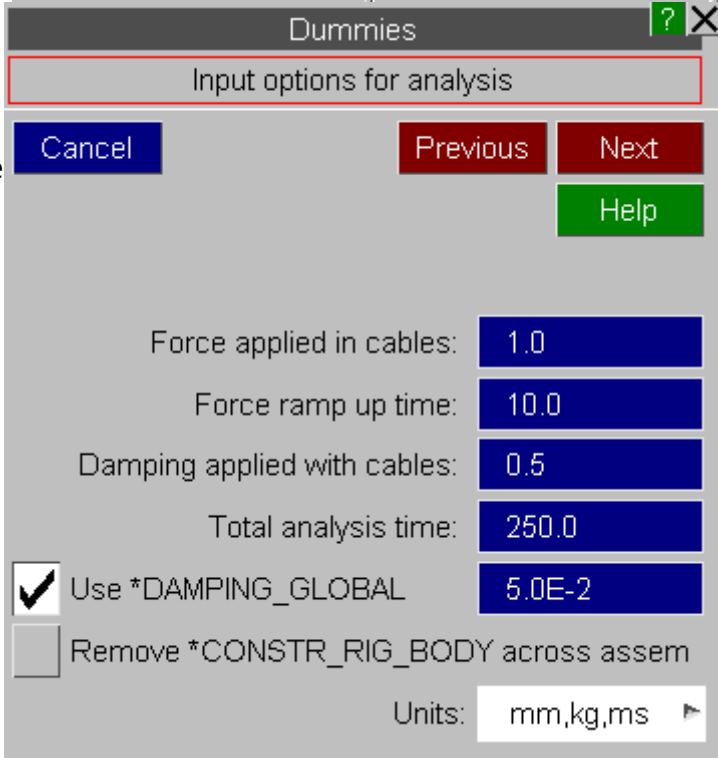 Dummies ?
Input options for analysis
Cancel Previous Next
e
Help
Force applied in cables: 1.0
Force ramp up time: 10.0
Damping applied with cables: 0.5
Total analysis time: 250.0
Use *DAMPING_GLOBAL 5.0E-2
Remove *CONSTR_RIG_BODY across assem
Units: mm,kg,ms